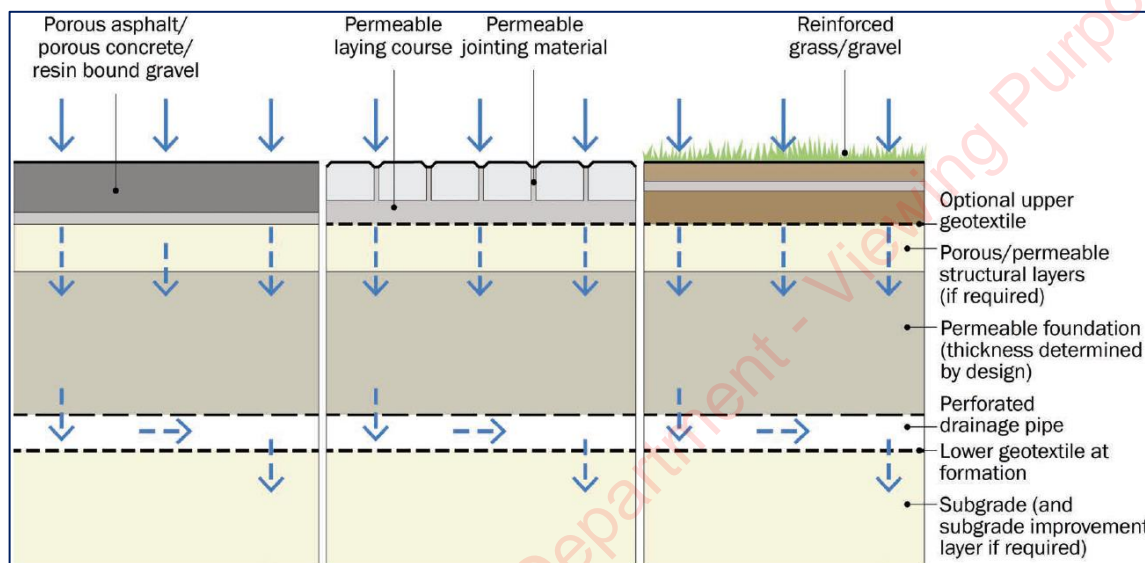 Porous asphalt/
porous concrete/
resin bound gravel
Permeable
laying course
Permeable
jointing material
Reinforced
grass/gravel
Optional upper
geotextile
Porous/permeable
structural layers
(if required)
Permeable foundation
(thickness determined
by design)
Perforated
drainage pipe
Lower geotextile at
formation
Subgrade (and
subgrade improvement
layer if required)
Department - Viewing Purpo